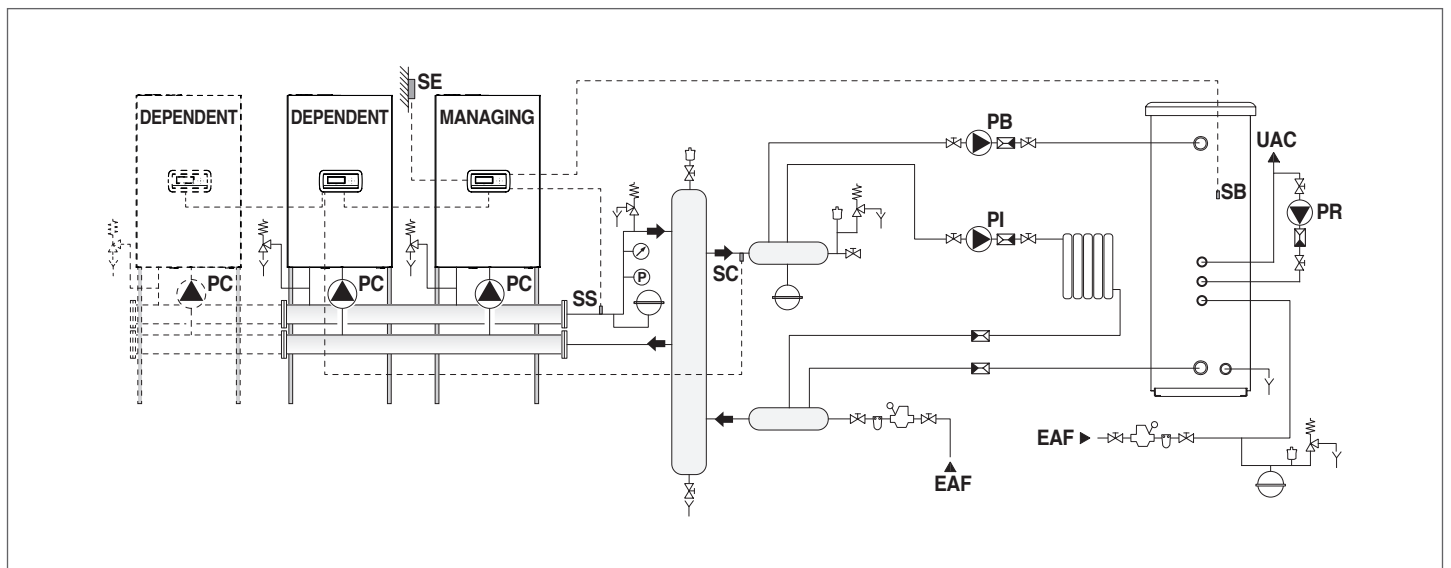 SE
DEPENDENT
DEPENDENT
MANAGING
PB
UAC
SB
PR
PI
SC
PC
PC
PC
SS
P
EAF
EAF